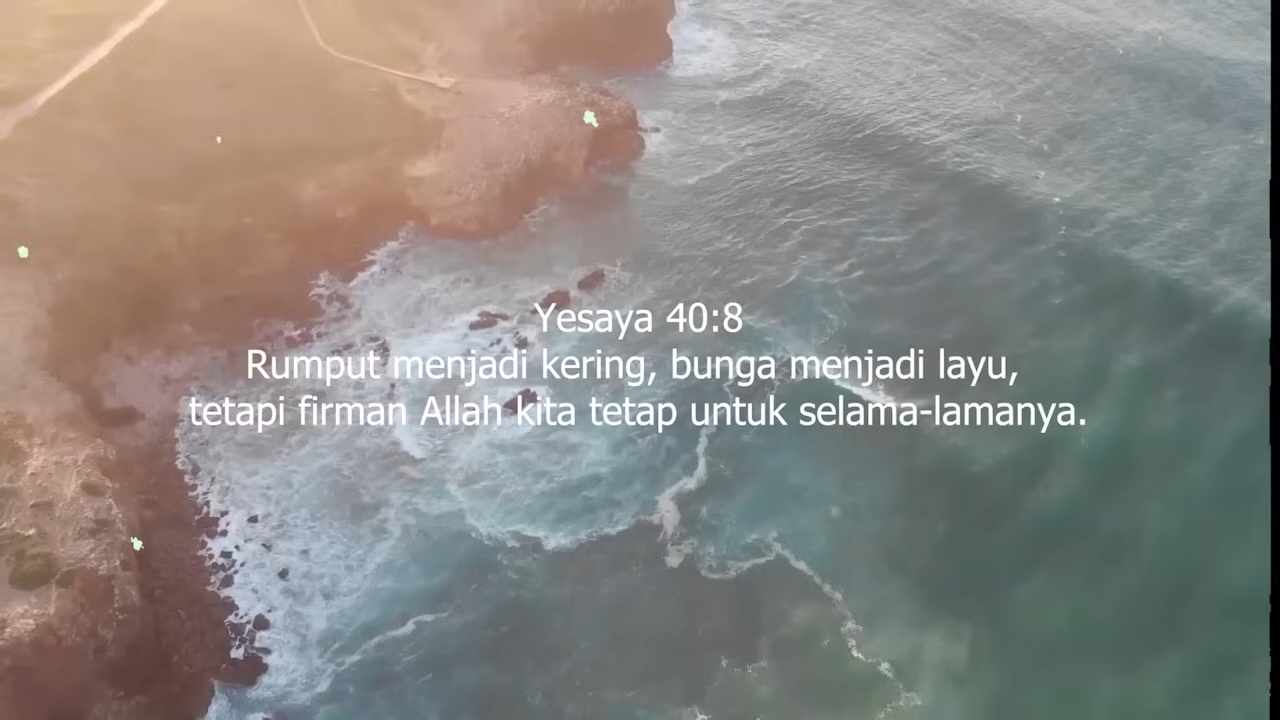 Yesaya 40:8
Rumput menjadi kering, bunga menjadi layu,
tetapi firman Allah kita tetap untuk selama-lamanya.